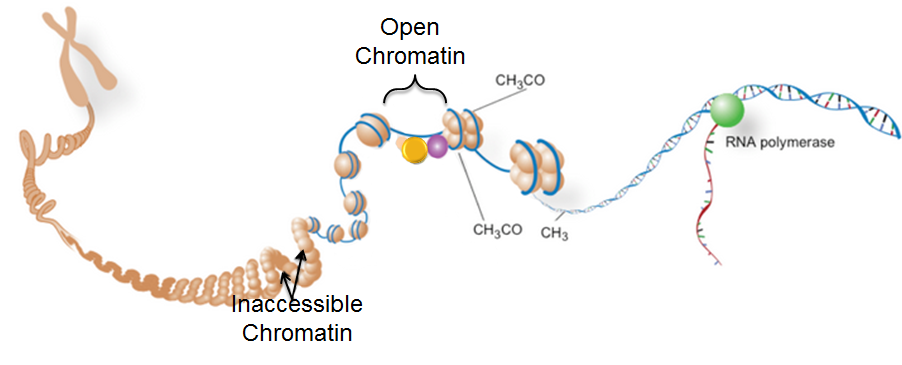 Open
Chromatin
CH₃CO
RNA polymerase
CH₃CO
CH₃
Inaccessible
Chromatin